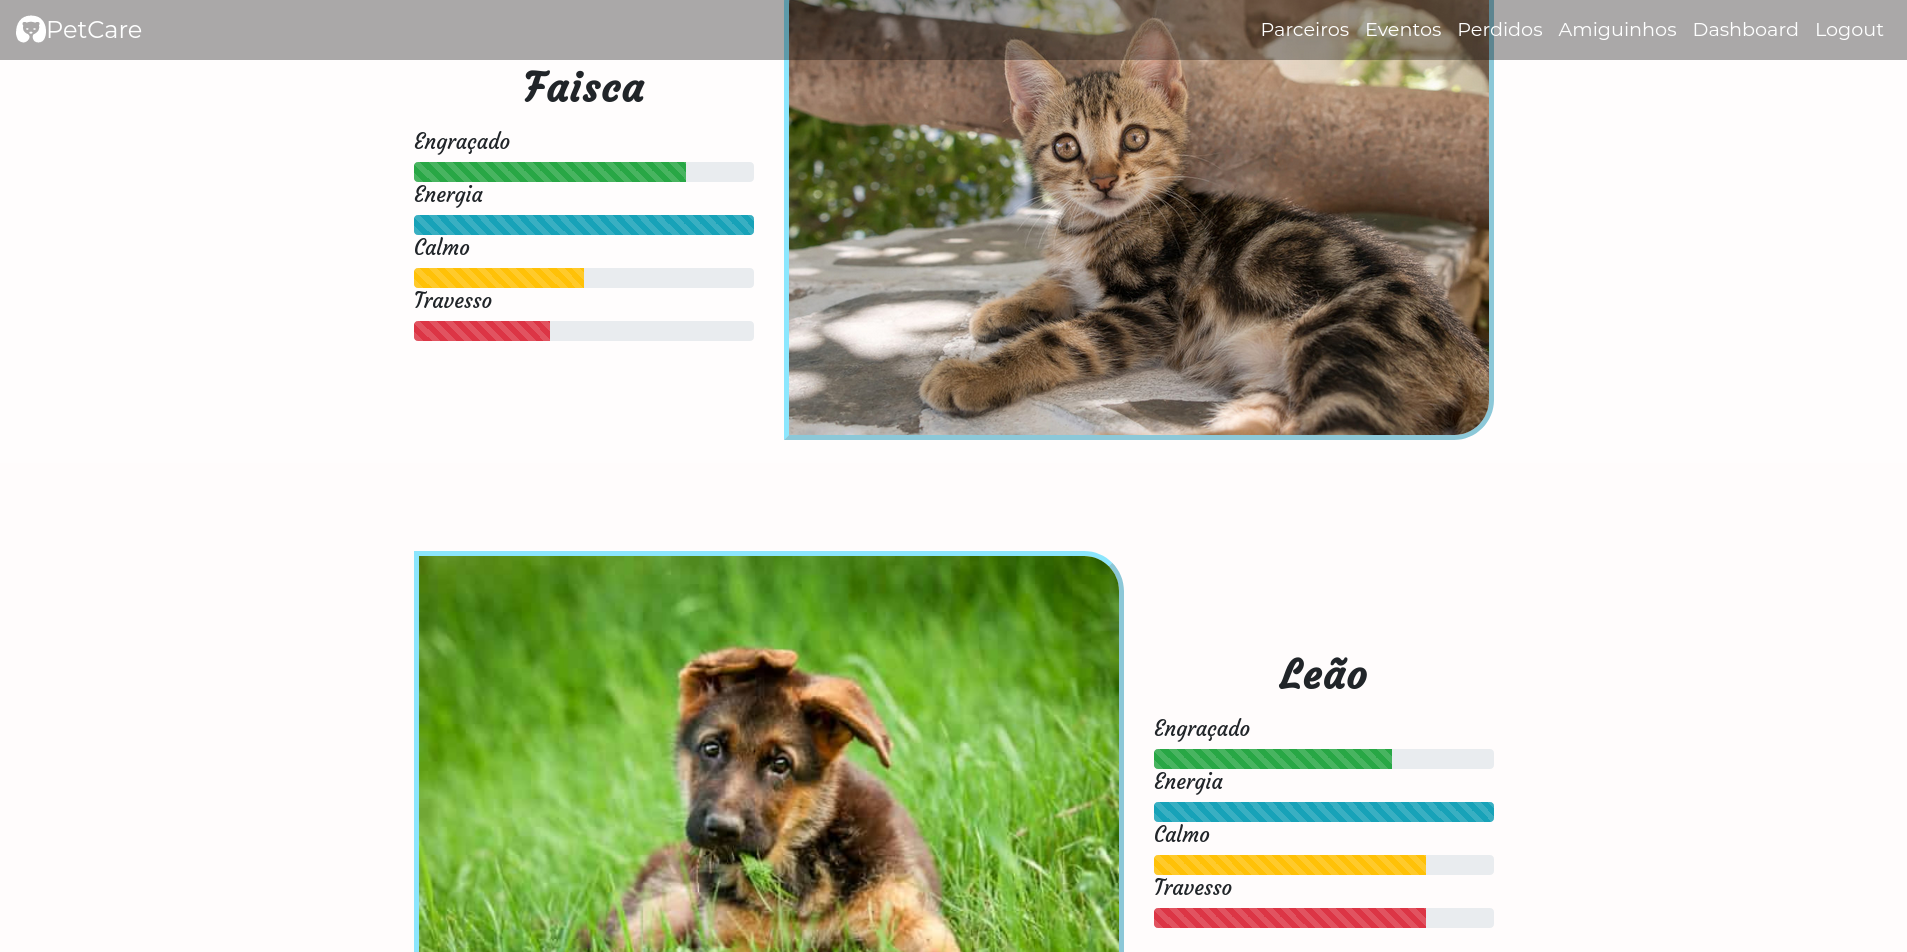 PetCare
Parceiros Eventos Perdidos Amiguinhos Dashboard Logout
Faisca
Engraçado
Energia
Calmo
Travesso
Leão
Engraçado
Energia
Calmo
Travesso